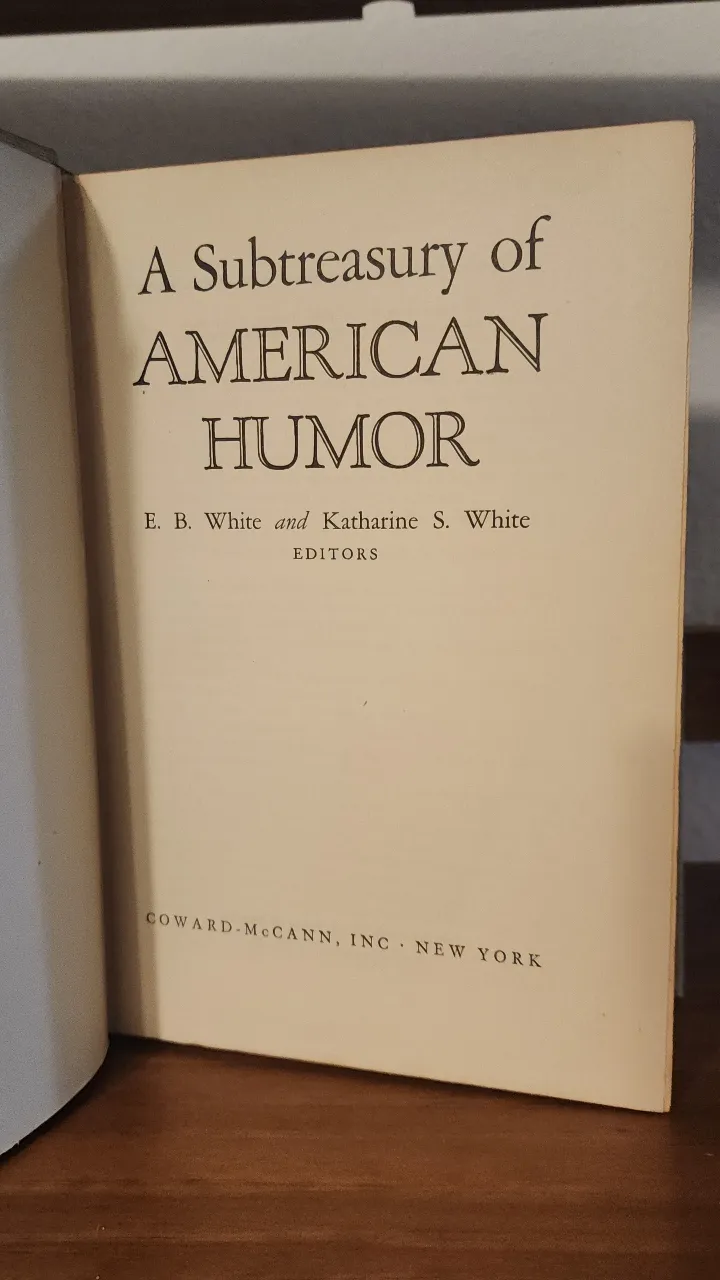 A Subtreasury of
AMERICAN
HUMOR
E. B. White and Katharine S. White
EDITORS
COWARD-McCANN, INC · NEW YORK